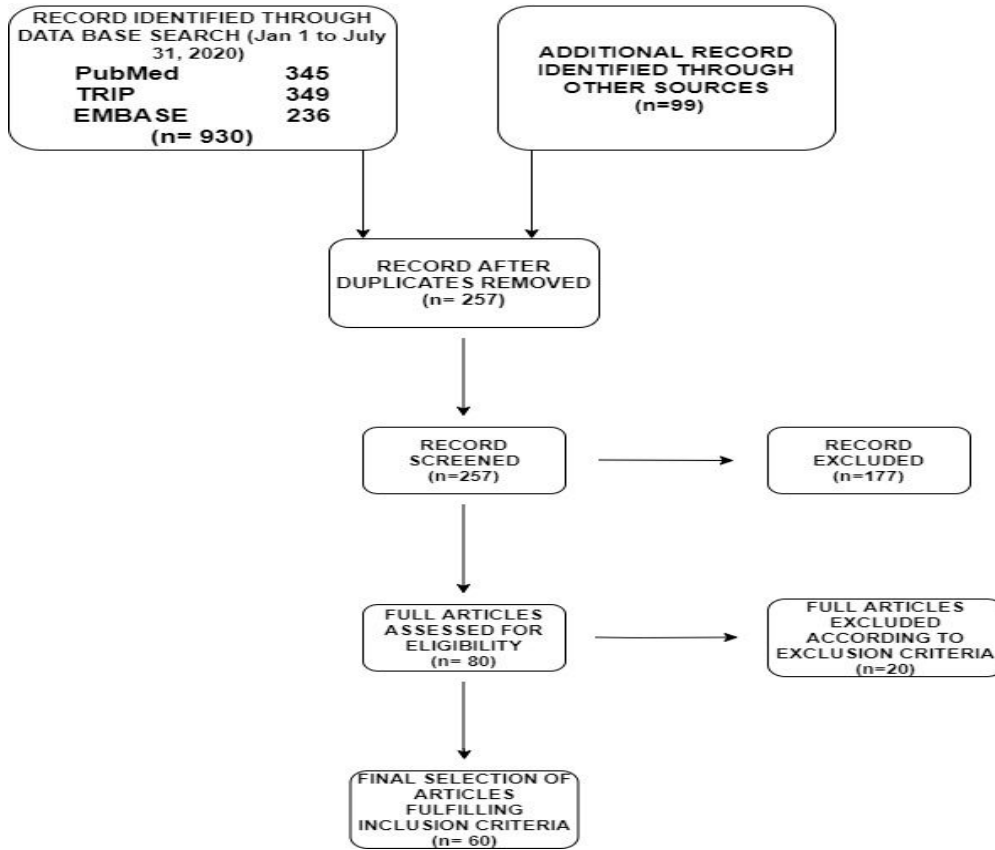 RECORD IDENTIFIED THROUGH
DATA BASE SEARCH (Jan 1 to July
31, 2020)
PubMed 345
TRIP 349
EMBASE 236
(n= 930)
ADDITIONAL RECORD
IDENTIFIED THROUGH
OTHER SOURCES
(n=99)
RECORD AFTER
DUPLICATES REMOVED
(n= 257)
RECORD
SCREENED
(n=257)
RECORD
EXCLUDED
(n=177)
FULL ARTICLES
ASSESSED FOR
ELIGIBILITY
(n= 80)
FULL ARTICLES
EXCLUDED
ACCORDING TO
EXCLUSION CRITERIA
(n=20)
FINAL SELECTION OF
ARTICLES
FULFILLING
INCLUSION CRITERIA
(n= 60)